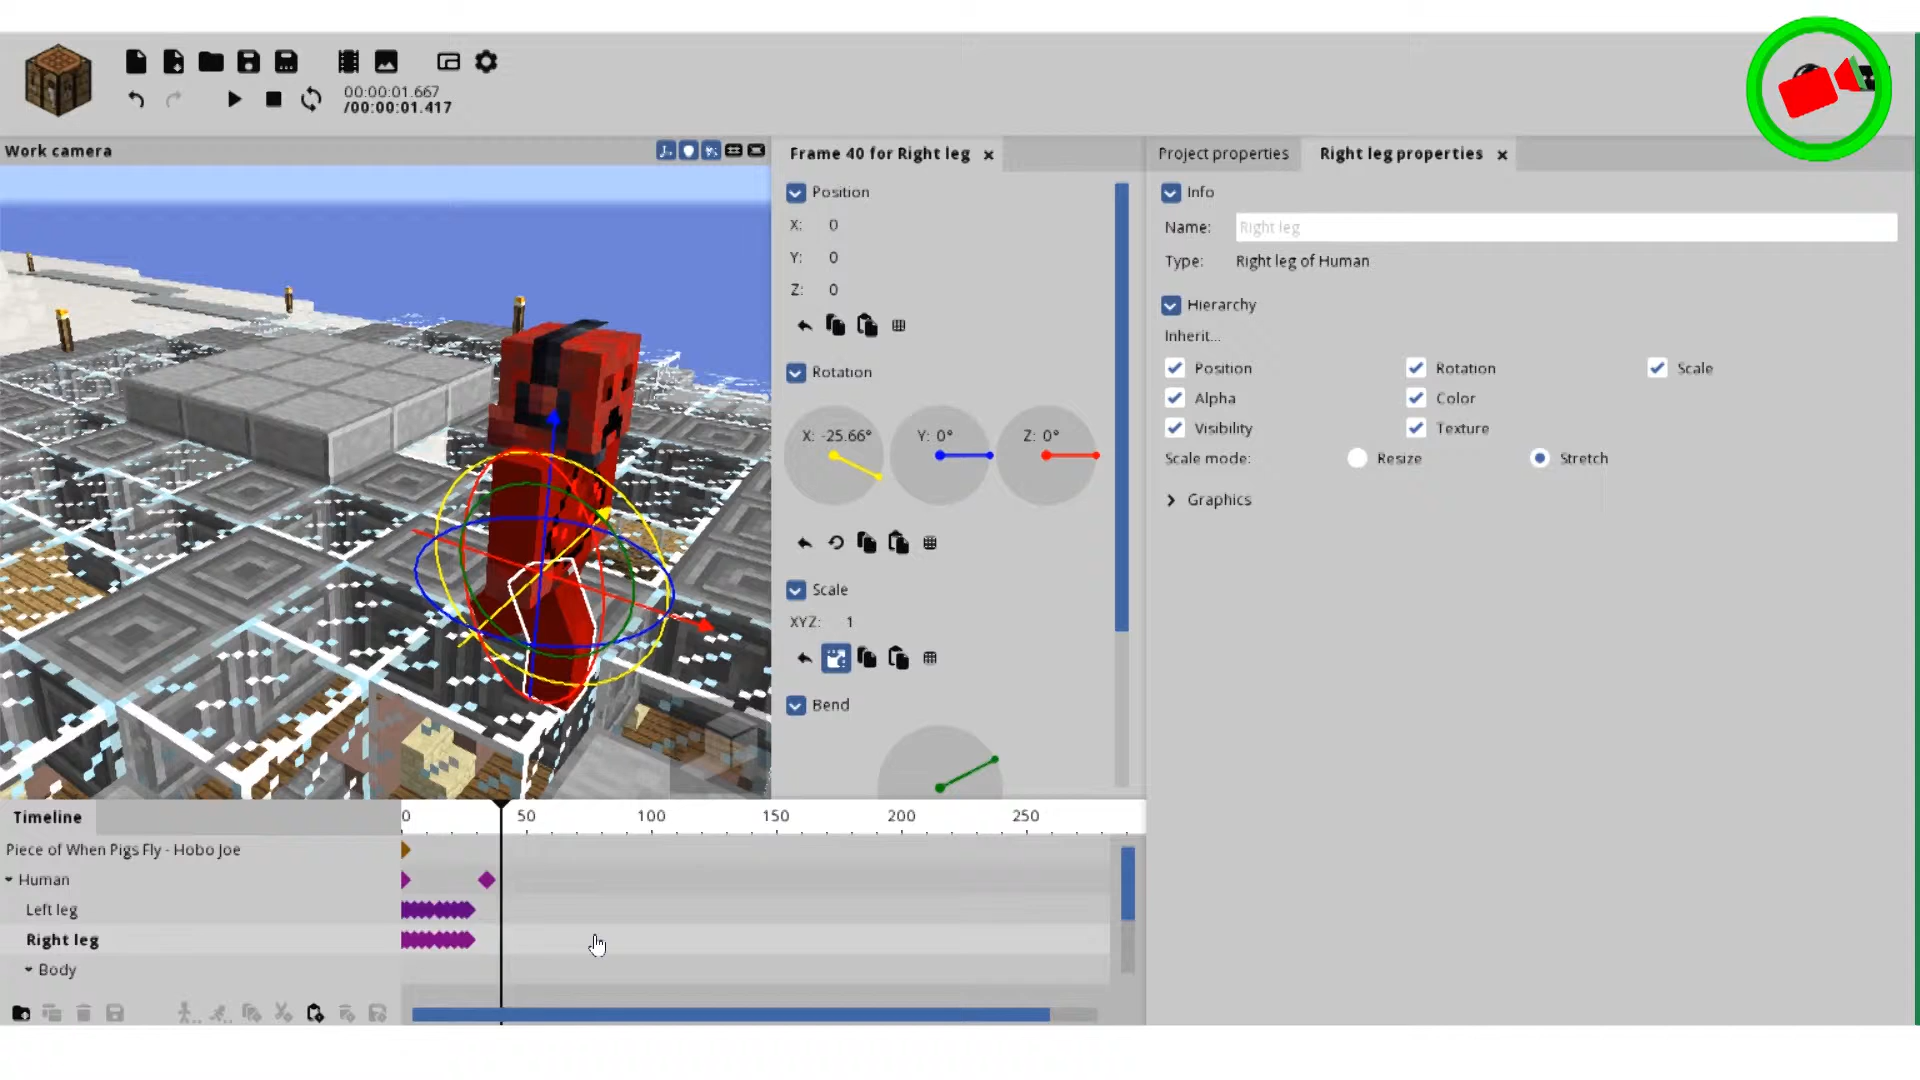 00:00:01.667
/00:00:01.417
Work camera
Frame 40 for Right leg
Project properties
Right leg properties
Position
X: 0
Y: 0
Z: 0
Rotation
X: -25.66°
Y: 0°
Z: 0°
Scale
XYZ: 1
Bend
Info
Name: Right leg
Type: Right leg of Human
Hierarchy
Inherit...
Position Rotation Scale
Alpha Color
Visibility Texture
Scale mode: Resize Stretch
Graphics
Timeline
0 50 100 150 200 250
Piece of When Pigs Fly - Hobo Joe
Human
Left leg
Right leg
Body